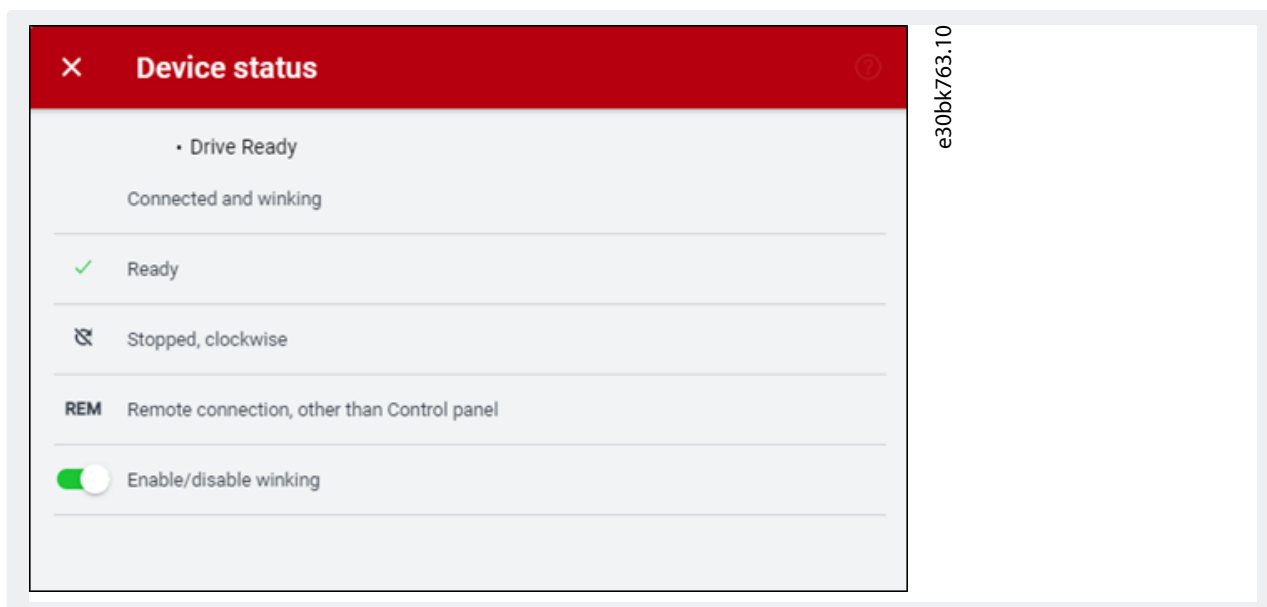 Device status
• Drive Ready
Connected and winking
Ready
Stopped, clockwise
REM Remote connection, other than Control panel
Enable/disable winking
e30bk763.10